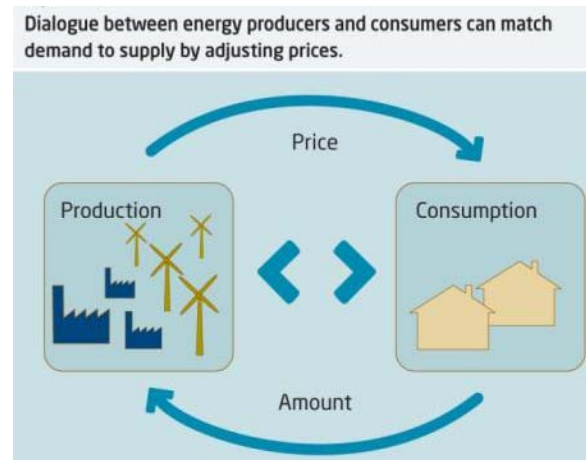 Dialogue between energy producers and consumers can match
demand to supply by adjusting prices.
Price
Production
Consumption
Amount